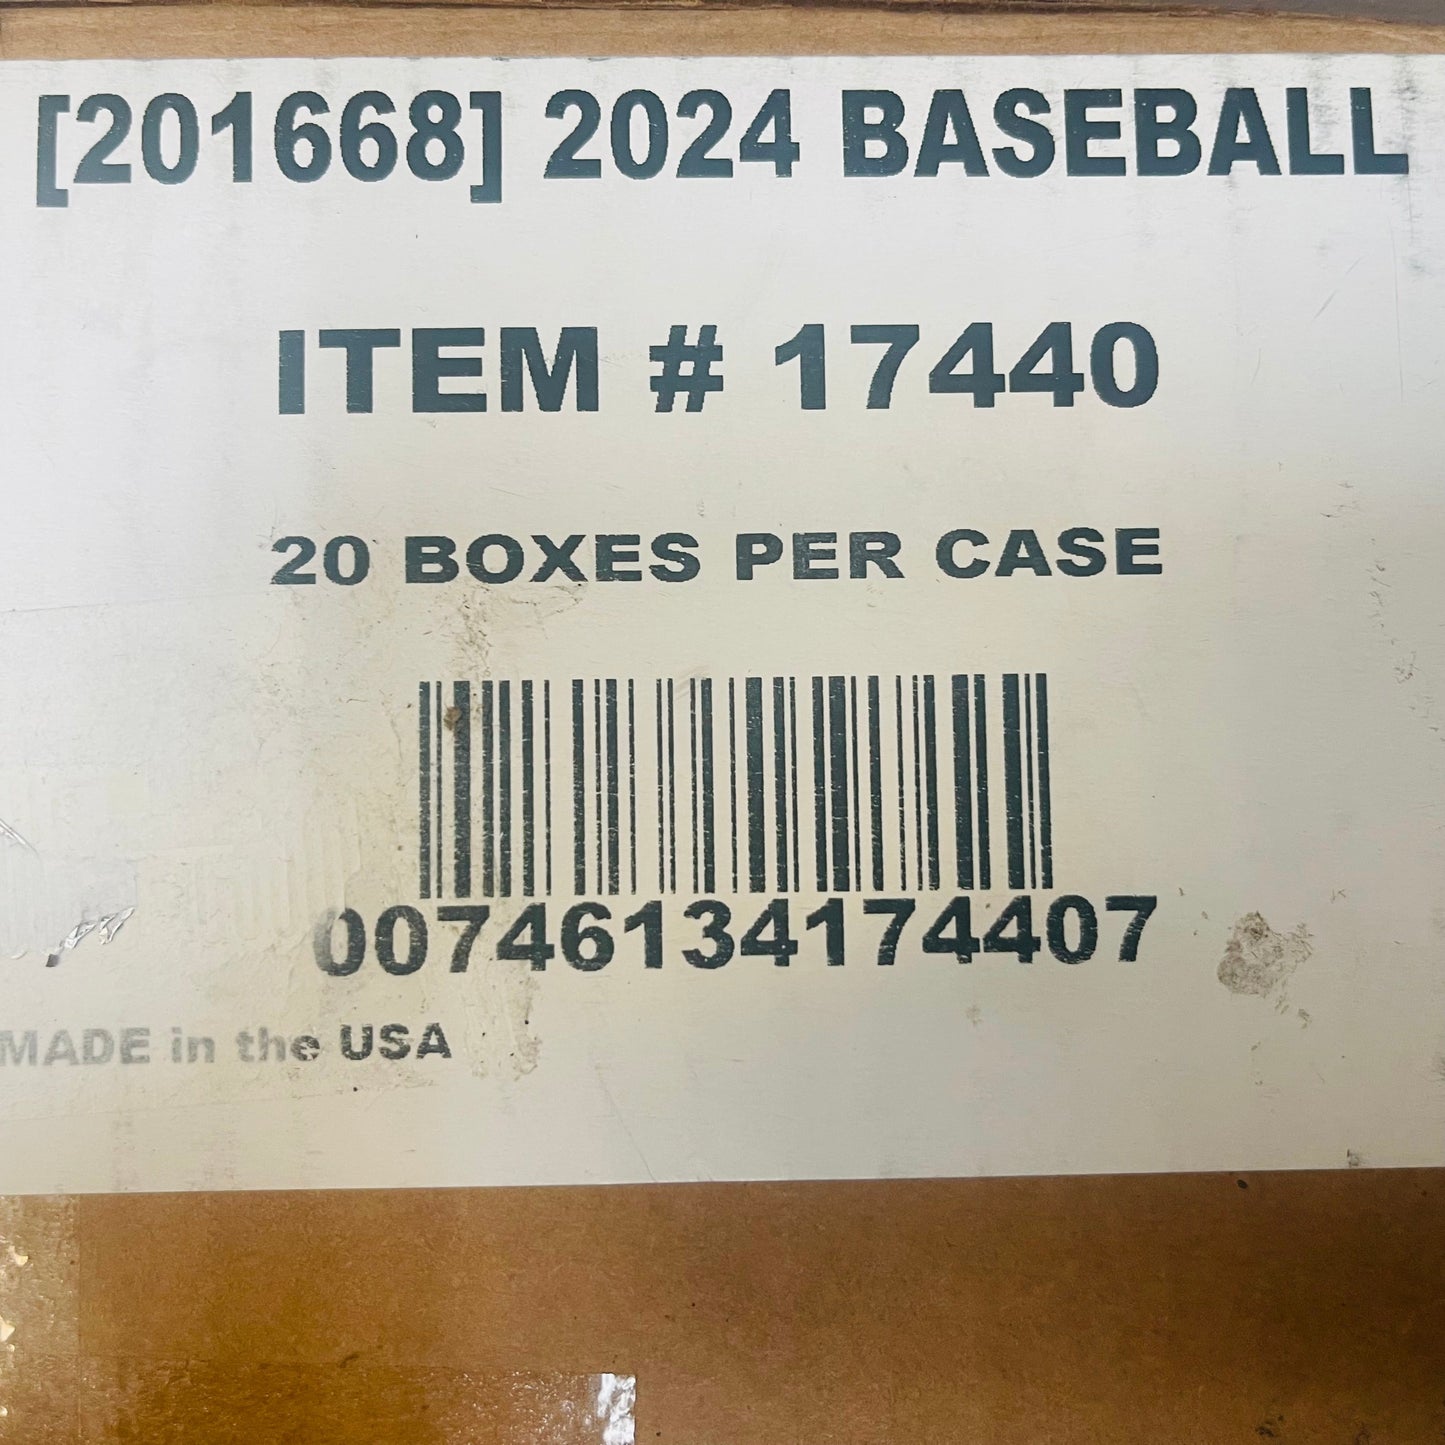 [201668] 2024 BASEBALL
ITEM # 17440
20 BOXES PER CASE
00746134174407
MADE in the USA